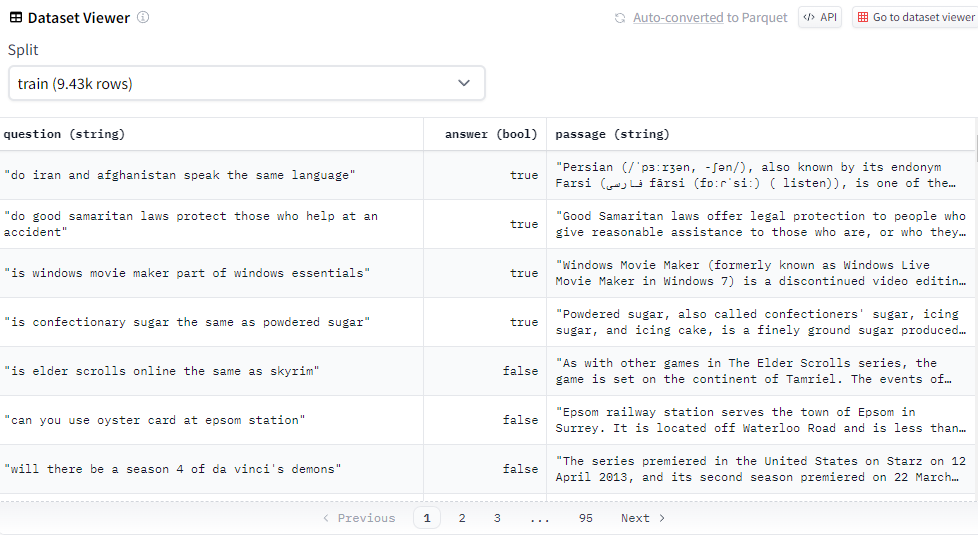 Dataset Viewer
Auto-converted to Parquet
API
Go to dataset viewer
Split
train (9.43k rows)
question (string) answer (bool) passage (string)
"do iran and afghanistan speak the same language" true "Persian (/ˈpɜːrʒən, -ʃən/), also known by its endonym
Farsi (فارسی fārsi (fɒːɾˈsiː) ( listen)), is one of the…
"do good samaritan laws protect those who help at an
accident" true "Good Samaritan laws offer legal protection to people who
give reasonable assistance to those who are, or who they…
"is windows movie maker part of windows essentials" true "Windows Movie Maker (formerly known as Windows Live
Movie Maker in Windows 7) is a discontinued video editin…
"is confectionary sugar the same as powdered sugar" true "Powdered sugar, also called confectioners' sugar, icing
sugar, and icing cake, is a finely ground sugar produced…
"is elder scrolls online the same as skyrim" false "As with other games in The Elder Scrolls series, the
game is set on the continent of Tamriel. The events of…
"can you use oyster card at epsom station" false "Epsom railway station serves the town of Epsom in
Surrey. It is located off Waterloo Road and is less than…
"will there be a season 4 of da vinci's demons" false "The series premiered in the United States on Starz on 12
April 2013, and its second season premiered on 22 March…
< Previous 1 2 3 ... 95 Next >